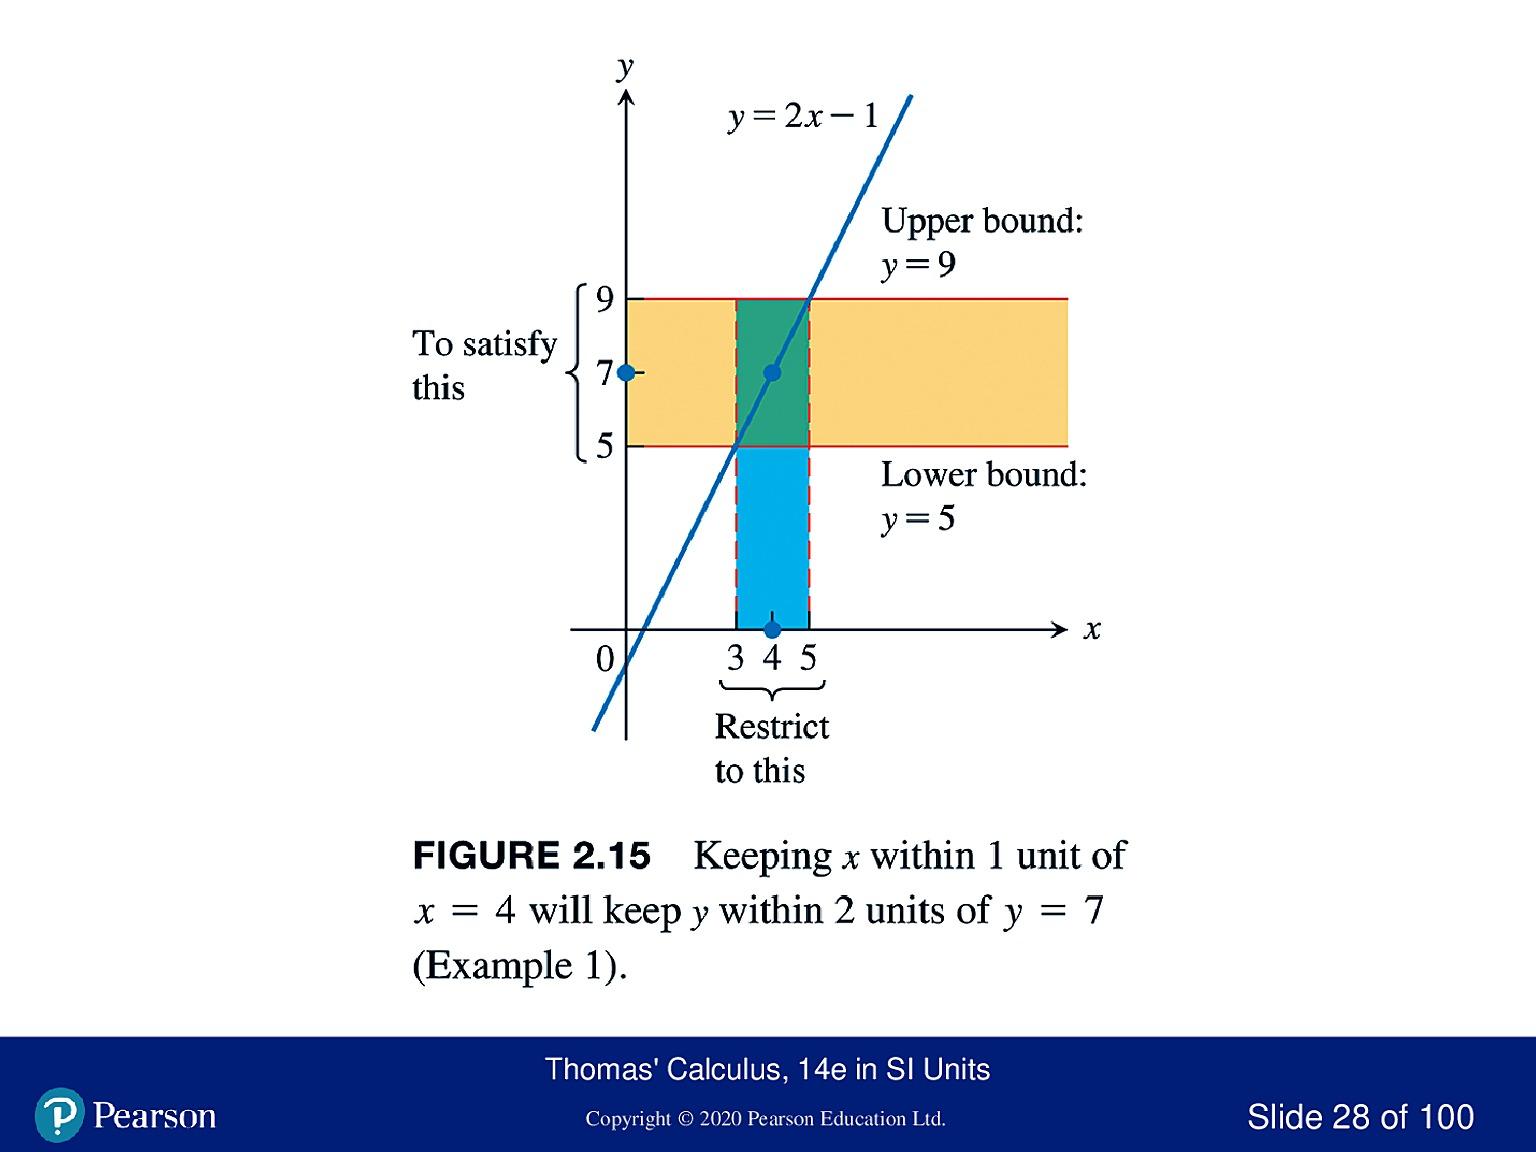 y
y = 2x − 1
Upper bound:
y = 9
9
To satisfy
this
7
5
Lower bound:
y = 5
x
0
3 4 5
Restrict
to this
FIGURE 2.15 Keeping x within 1 unit of
x = 4 will keep y within 2 units of y = 7
(Example 1).
Thomas' Calculus, 14e in SI Units
Pearson
Copyright © 2020 Pearson Education Ltd.
Slide 28 of 100